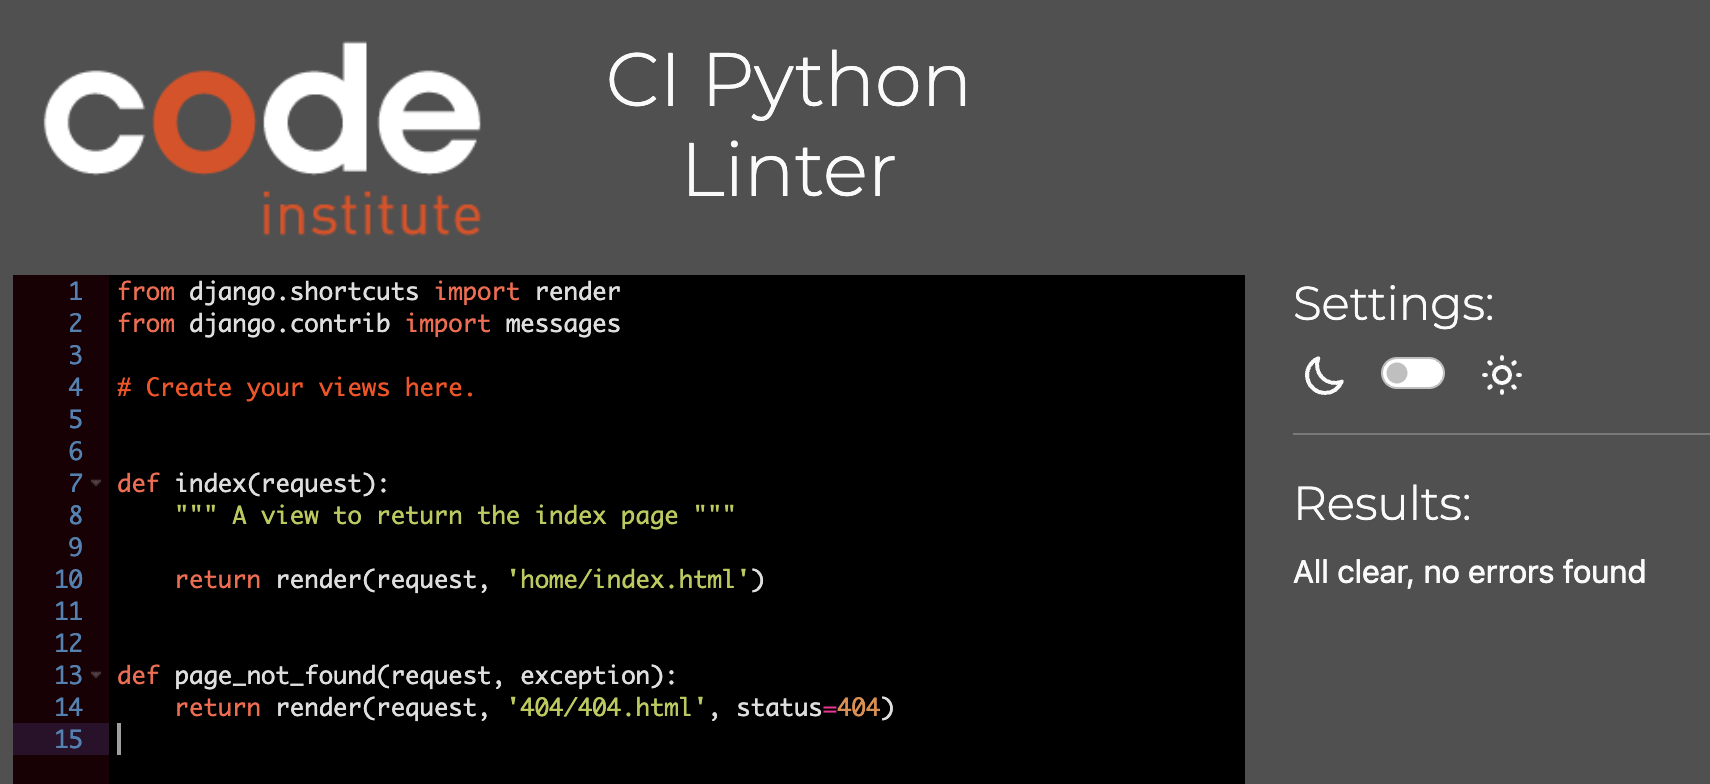 code
institute
CI Python
Linter
1 from django.shortcuts import render
2 from django.contrib import messages
3
4 # Create your views here.
5
6
7 def index(request):
8     """ A view to return the index page """
9
10     return render(request, 'home/index.html')
11
12
13 def page_not_found(request, exception):
14     return render(request, '404/404.html', status=404)
15
Settings:
Results:
All clear, no errors found